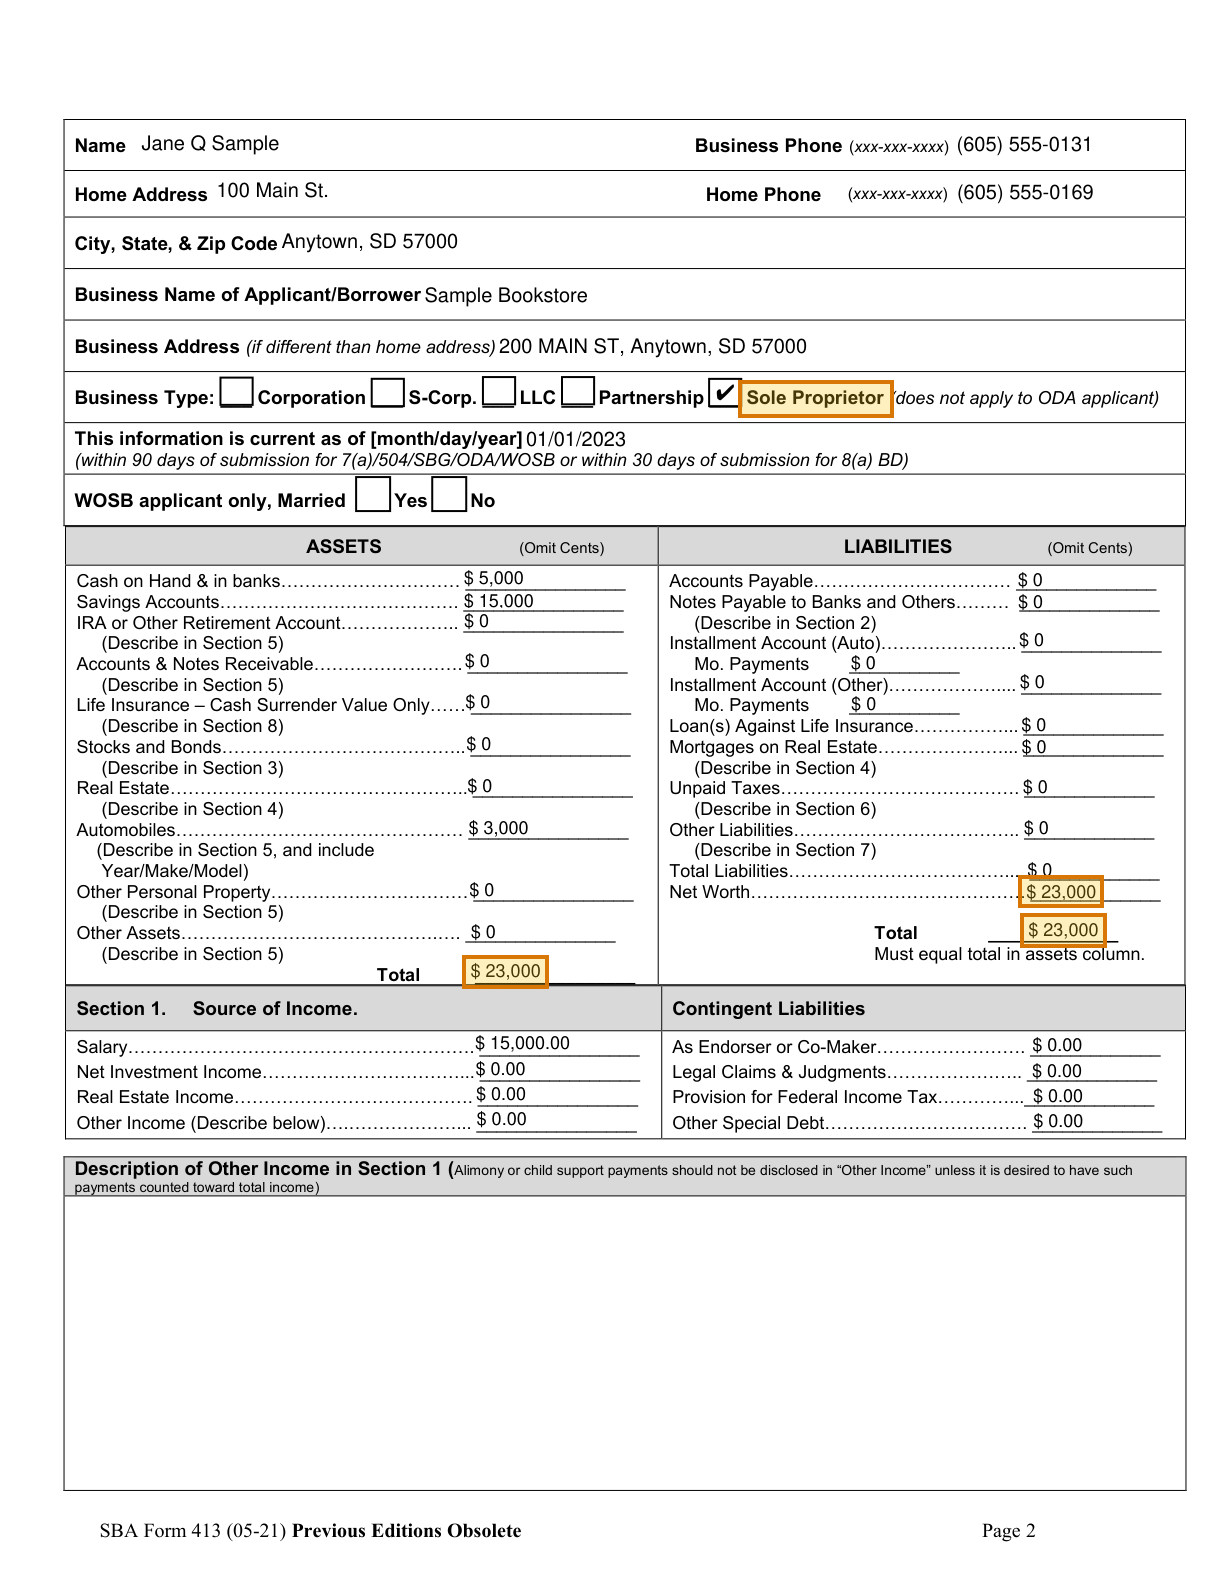 Name Jane Q Sample Business Phone (xxx-xxx-xxxx) (605) 555-0131
Home Address 100 Main St. Home Phone (xxx-xxx-xxxx) (605) 555-0169
City, State, & Zip Code Anytown, SD 57000
Business Name of Applicant/Borrower Sample Bookstore
Business Address (if different than home address) 200 MAIN ST, Anytown, SD 57000
Business Type: Corporation S-Corp. LLC Partnership ✔ Sole Proprietor (does not apply to ODA applicant)
This information is current as of [month/day/year] 01/01/2023
(within 90 days of submission for 7(a)/504/SBG/ODA/WOSB or within 30 days of submission for 8(a) BD)
WOSB applicant only, Married Yes No
ASSETS (Omit Cents)
Cash on Hand & in banks………………………… $ 5,000
Savings Accounts…………………………………. $ 15.000
IRA or Other Retirement Account……………….. $ 0
(Describe in Section 5)
Accounts & Notes Receivable……………………. $ 0
(Describe in Section 5)
Life Insurance – Cash Surrender Value Only…… $ 0
(Describe in Section 8)
Stocks and Bonds…………………………………. $ 0
(Describe in Section 3)
Real Estate…………………………………………. $ 0
(Describe in Section 4)
Automobiles………………………………………… $ 3,000
(Describe in Section 5, and include
Year/Make/Model)
Other Personal Property……………………………. $ 0
(Describe in Section 5)
Other Assets………………………………………. $ 0
(Describe in Section 5)
Total $ 23,000
LIABILITIES (Omit Cents)
Accounts Payable…………………………… $ 0
Notes Payable to Banks and Others……… $ 0
(Describe in Section 2)
Installment Account (Auto)………………….. $ 0
Mo. Payments $ 0
Installment Account (Other)………………... $ 0
Mo. Payments $ 0
Loan(s) Against Life Insurance…………….. $ 0
Mortgages on Real Estate………………….. $ 0
(Describe in Section 4)
Unpaid Taxes…………………………………. $ 0
(Describe in Section 6)
Other Liabilities………………………………. $ 0
(Describe in Section 7)
Total Liabilities……………………………….. $ 0
Net Worth………………………………………. $ 23,000
Total $ 23,000
Must equal total in assets column.
Section 1. Source of Income.
Salary…………………………………………………. $ 15,000.00
Net Investment Income…………………………….. $ 0.00
Real Estate Income………………………………… $ 0.00
Other Income (Describe below)…………………... $ 0.00
Contingent Liabilities
As Endorser or Co-Maker……………………. $ 0.00
Legal Claims & Judgments………………….. $ 0.00
Provision for Federal Income Tax………….. $ 0.00
Other Special Debt……………………………. $ 0.00
Description of Other Income in Section 1 (Alimony or child support payments should not be disclosed in “Other Income” unless it is desired to have such
payments counted toward total income)
SBA Form 413 (05-21) Previous Editions Obsolete Page 2